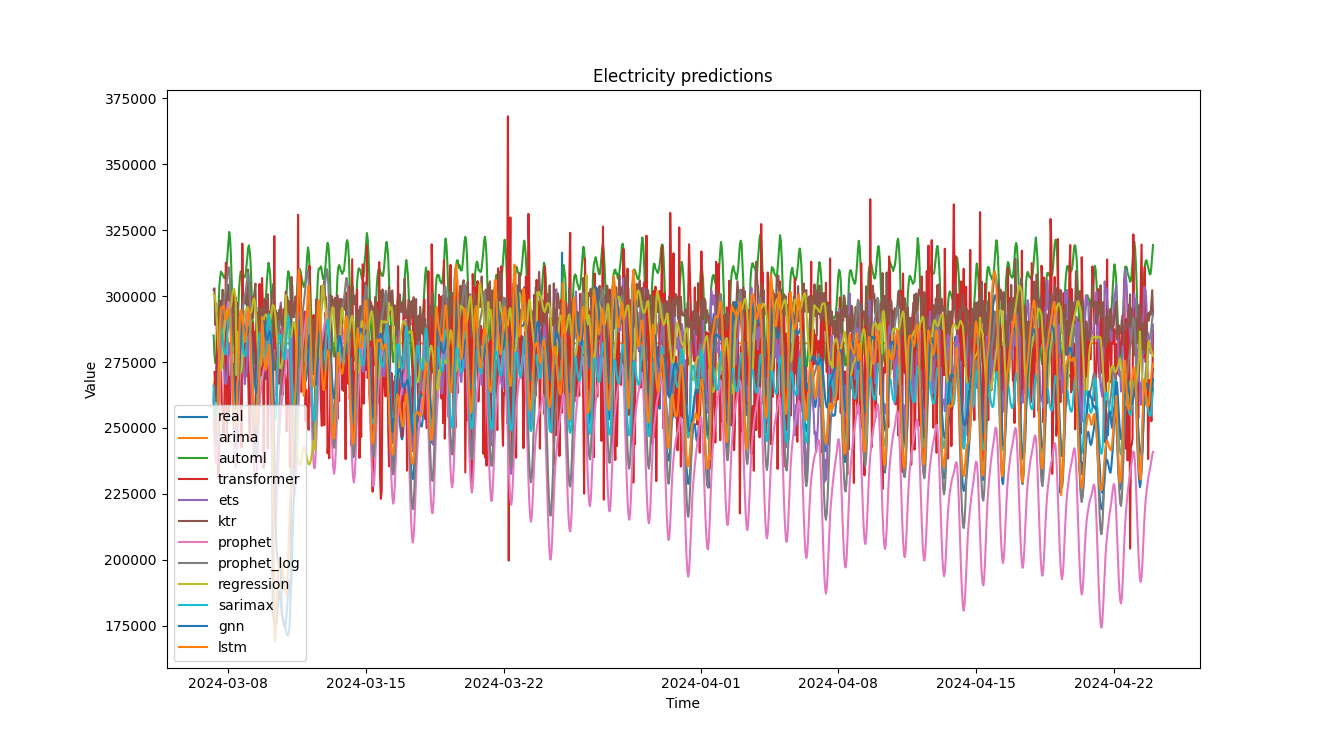 Electricity predictions
375000
350000
325000
300000
275000
250000
225000
200000
175000
Value
real
arima
automl
transformer
ets
ktr
prophet
prophet_log
regression
sarimax
gnn
lstm
2024-03-08
2024-03-15
2024-03-22
2024-04-01
2024-04-08
2024-04-15
2024-04-22
Time